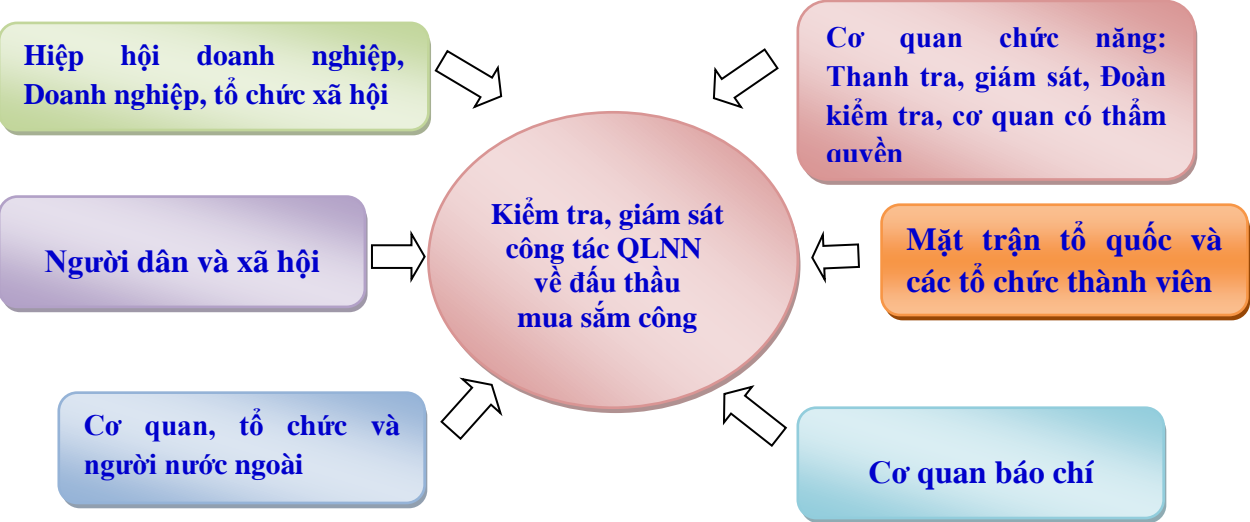 Hiệp hội doanh nghiệp,
Doanh nghiệp, tổ chức xã hội
Cơ quan chức năng:
Thanh tra, giám sát, Đoàn
kiểm tra, cơ quan có thẩm
quyền
Người dân và xã hội
Kiểm tra, giám sát
công tác QLNN
về đấu thầu
mua sắm công
Mặt trận tổ quốc và
các tổ chức thành viên
Cơ quan, tổ chức và
người nước ngoài
Cơ quan báo chí